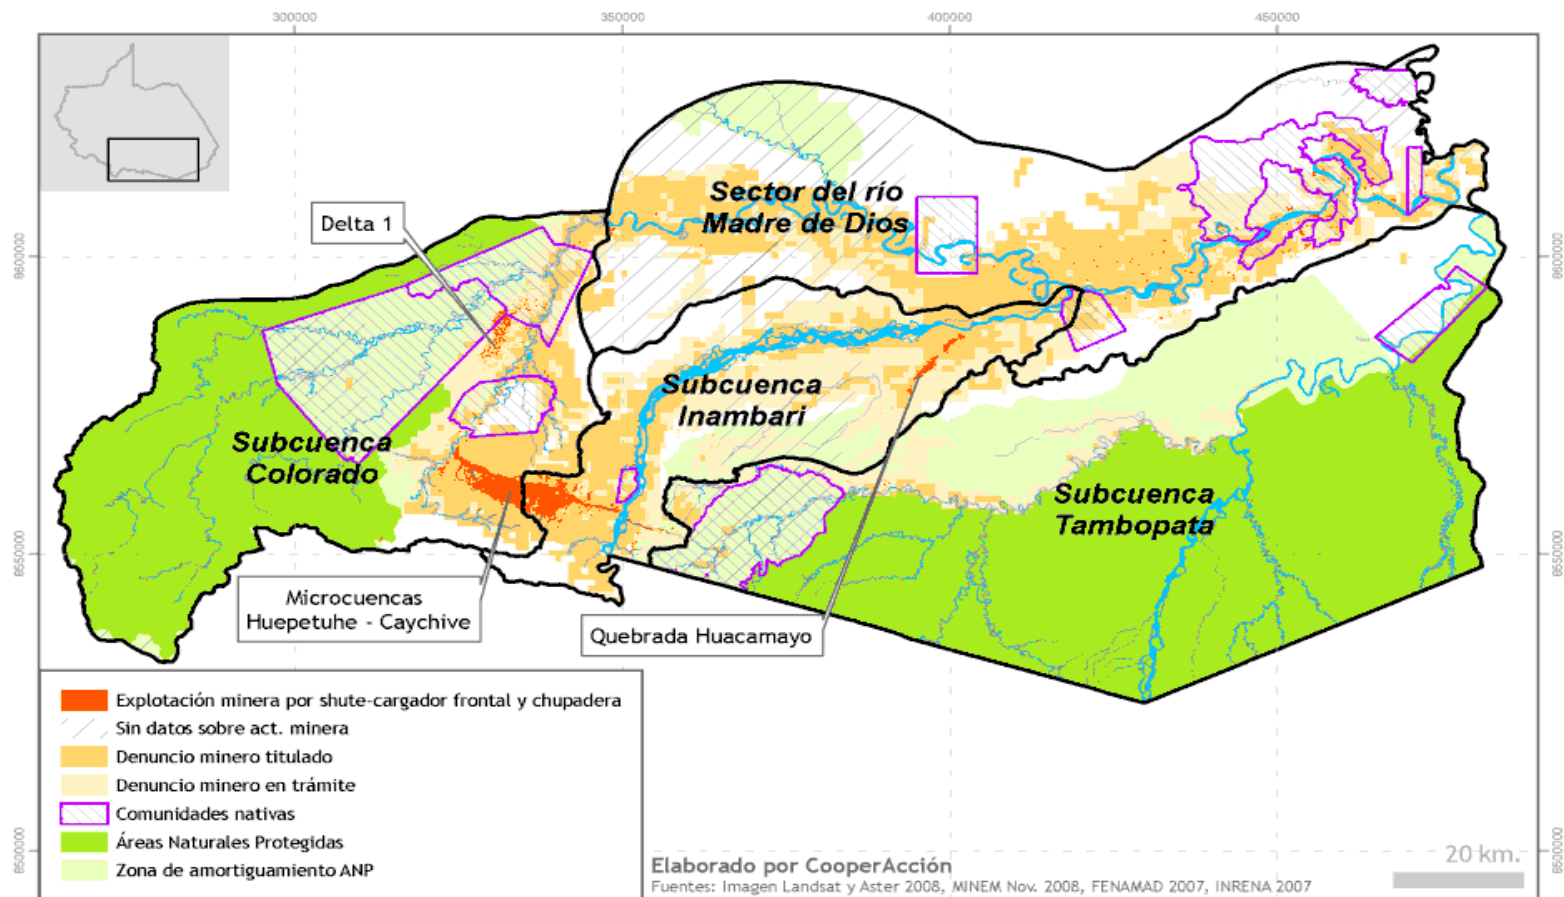 300000
350000
400000
450000
Delta 1
Sector del río
Madre de Dios
8600000
8600000
Subcuenca
Inambari
Subcuenca
Colorado
Subcuenca
Tambopata
8550000
8550000
Microcuencas
Huepetuhe - Caychive
Quebrada Huacamayo
Explotación minera por shute-cargador frontal y chupadera
Sin datos sobre act. minera
Denuncio minero titulado
Denuncio minero en trámite
Comunidades nativas
Áreas Naturales Protegidas
Zona de amortiguamiento ANP
8500000
8500000
Elaborado por CooperAcción
Fuentes: Imagen Landsat y Aster 2008, MINEM Nov. 2008, FENAMAD 2007, INRENA 2007
20 km.